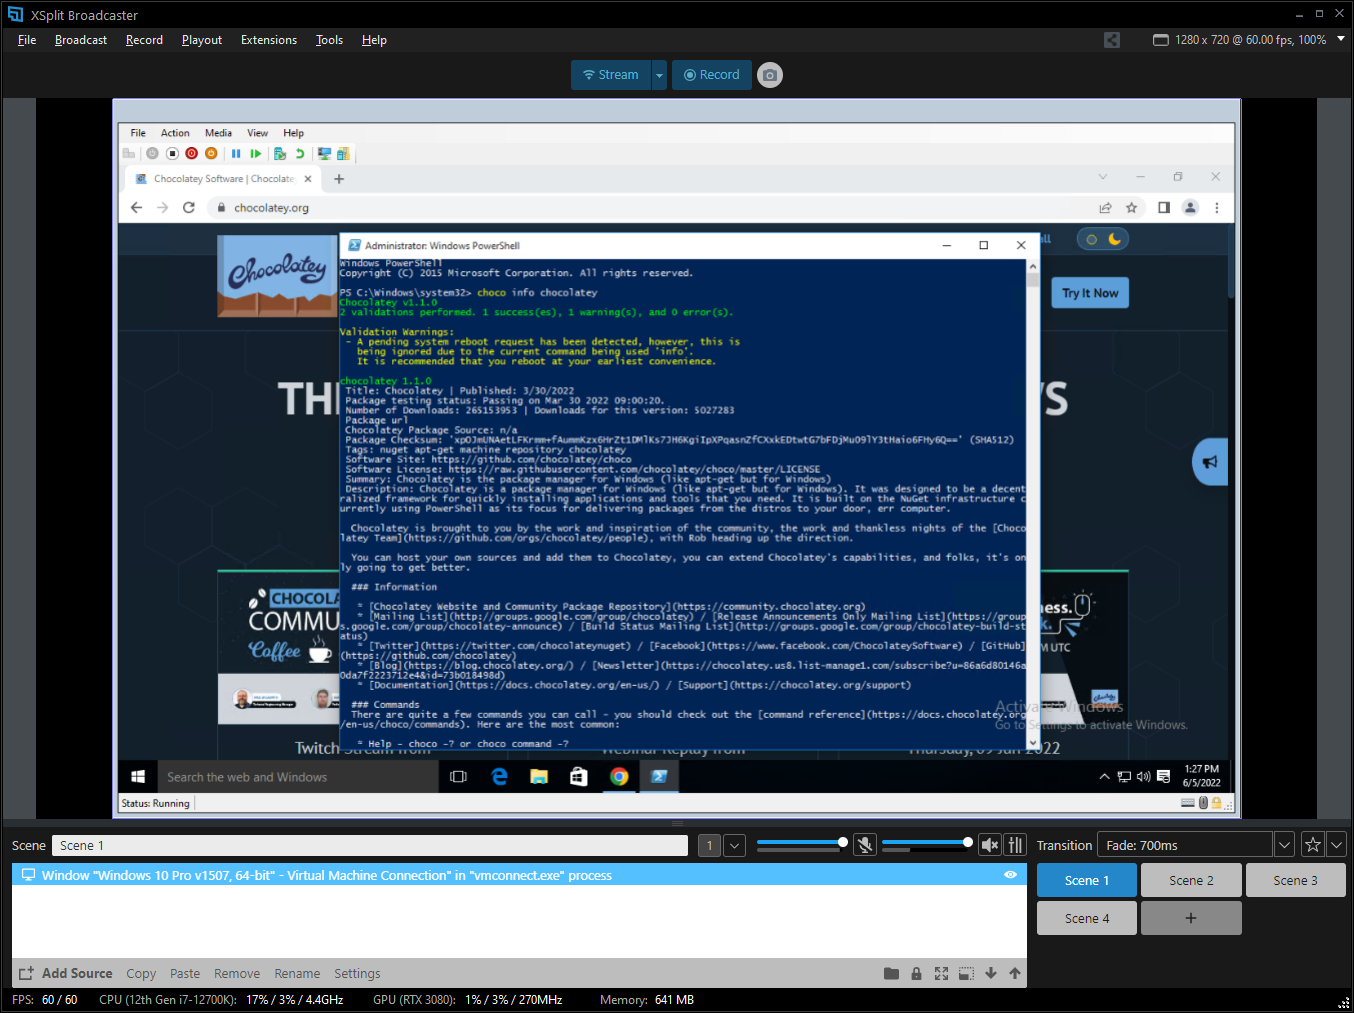 XSplit Broadcaster
File Broadcast Record Playout Extensions Tools Help
1280 x 720 @ 60.00 fps, 100%
Stream Record
File Action Media View Help
Chocolatey Software | Chocolatey
chocolatey.org
Administrator: Windows PowerShell
Chocolatey
Try It Now
Windows PowerShell
Copyright (C) 2015 Microsoft Corporation. All rights reserved.
PS C:\Windows\system32> choco info chocolatey
Chocolatey v1.1.0
2 validations performed. 1 success(es), 1 warning(s), and 0 error(s).
Validation Warnings:
- A pending system reboot request has been detected, however, this is
being ignored due to the current command being used 'info'.
It is recommended that you reboot at your earliest convenience.
chocolatey 1.1.0
Title: Chocolatey | Published: 3/30/2022
Package testing status: Passing on Mar 30 2022 09:00:20.
Number of Downloads: 265153953 | Downloads for this version: 5027283
Package url
Chocolatey Package Source: n/a
Package Checksum: 'xpOJmUNAetLFKrmm+fAummKzx6HrZt1DMlKs7JH6KgiIpXPqasnZfCXxkEDtwtG7bFDjMuO9lY3tHaio6FHy6Q==' (SHA512)
Tags: nuget apt-get machine repository chocolatey
Software Site: https://github.com/chocolatey/choco
Software License: https://raw.githubusercontent.com/chocolatey/choco/master/LICENSE
Summary: Chocolatey is the package manager for Windows (like apt-get but for Windows)
Description: Chocolatey is a package manager for Windows (like apt-get but for Windows). It was designed to be a decent
ralized framework for quickly installing applications and tools that you need. It is built on the NuGet infrastructure c
urrently using PowerShell as its focus for delivering packages from the distros to your door, err computer.
Chocolatey is brought to you by the work and inspiration of the community, the work and thankless nights of the [Choco
latey Team](https://github.com/orgs/chocolatey/people), with Rob heading up the direction.
You can host your own sources and add them to Chocolatey, you can extend Chocolatey's capabilities, and folks, it's on
ly going to get better.
### Information
* [Chocolatey Website and Community Package Repository](https://community.chocolatey.org)
* [Mailing List](http://groups.google.com/group/chocolatey) / [Release Announcements Only Mailing List](https://group
s.google.com/group/chocolatey-announce) / [Build Status Mailing List](http://groups.google.com/group/chocolatey-build-st
atus)
* [Twitter](https://twitter.com/chocolateynuget) / [Facebook](https://www.facebook.com/ChocolateySoftware) / [GitHub]
(https://github.com/chocolatey)
* [Blog](https://blog.chocolatey.org/) / [Newsletter](https://chocolatey.us8.list-manage1.com/subscribe?u=86a6d80146a
0da7f2223712e4&id=73b018498d)
* [Documentation](https://docs.chocolatey.org/en-us/) / [Support](https://chocolatey.org/support)
### Commands
There are quite a few commands you can call - you should check out the [command reference](https://docs.chocolatey.org
/en-us/choco/commands). Here are the most common:
* Help - choco -? or choco command -?
TH
S
CHOCOLA
COMMU
Coffee
ness.
k.
M UTC
Activate Windows
Go to Settings to activate Windows.
Twitch Stream from
Webinar Replay from
Thursday, 09 Jun 2022
Search the web and Windows
1:27 PM
6/5/2022
Status: Running
Scene Scene 1 1 Transition Fade: 700ms
Window "Windows 10 Pro v1507, 64-bit" - Virtual Machine Connection" in "vmconnect.exe" process
Scene 1 Scene 2 Scene 3
Scene 4 +
Add Source Copy Paste Remove Rename Settings
FPS: 60 / 60 CPU (12th Gen i7-12700K): 17% / 3% / 4.4GHz GPU (RTX 3080): 1% / 3% / 270MHz Memory: 641 MB